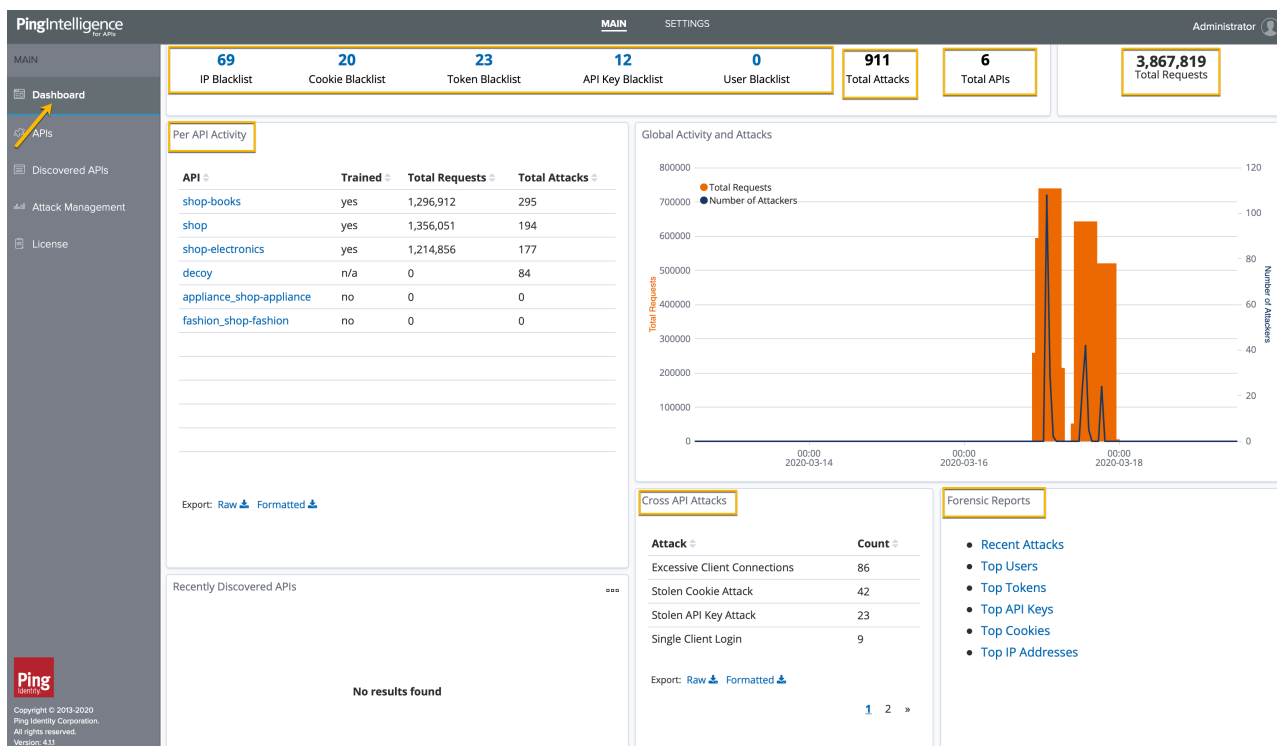 PingIntelligence
for APIs
MAIN
SETTINGS
Administrator
MAIN
Dashboard
APIs
Discovered APIs
Attack Management
License
69
IP Blacklist
20
Cookie Blacklist
23
Token Blacklist
12
API Key Blacklist
0
User Blacklist
911
Total Attacks
6
Total APIs
3,867,819
Total Requests
Per API Activity
API Trained Total Requests Total Attacks
shop-books yes 1,296,912 295
shop yes 1,356,051 194
shop-electronics yes 1,214,856 177
decoy n/a 0 84
appliance_shop-appliance no 0 0
fashion_shop-fashion no 0 0
Export: Raw Formatted
Global Activity and Attacks
Total Requests
Number of Attackers
800000
700000
600000
500000
400000
300000
200000
100000
0
Total Requests
120
100
80
60
40
20
0
Number of Attackers
00:00
2020-03-14
00:00
2020-03-16
00:00
2020-03-18
Recently Discovered APIs
No results found
Cross API Attacks
Attack Count
Excessive Client Connections 86
Stolen Cookie Attack 42
Stolen API Key Attack 23
Single Client Login 9
Export: Raw Formatted
1 2 »
Forensic Reports
Recent Attacks
Top Users
Top Tokens
Top API Keys
Top Cookies
Top IP Addresses
Ping
Identity.
Copyright © 2013-2020
Ping Identity Corporation.
All rights reserved.
Version: 4.1.1